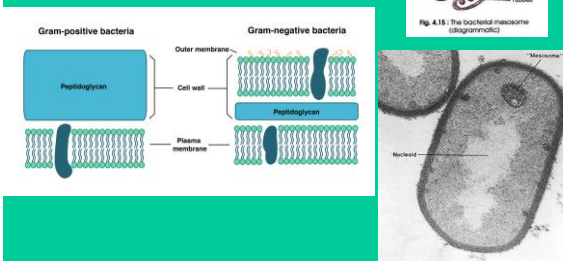 Gram-positive bacteria
Gram-negative bacteria
Outer membrane
Peptidoglycan
Cell wall
Peptidoglycan
Plasma
membrane
Fig. 4.15 : The bacterial mesosome
(diagrammatic)
"Mesosome"
Nucleoid